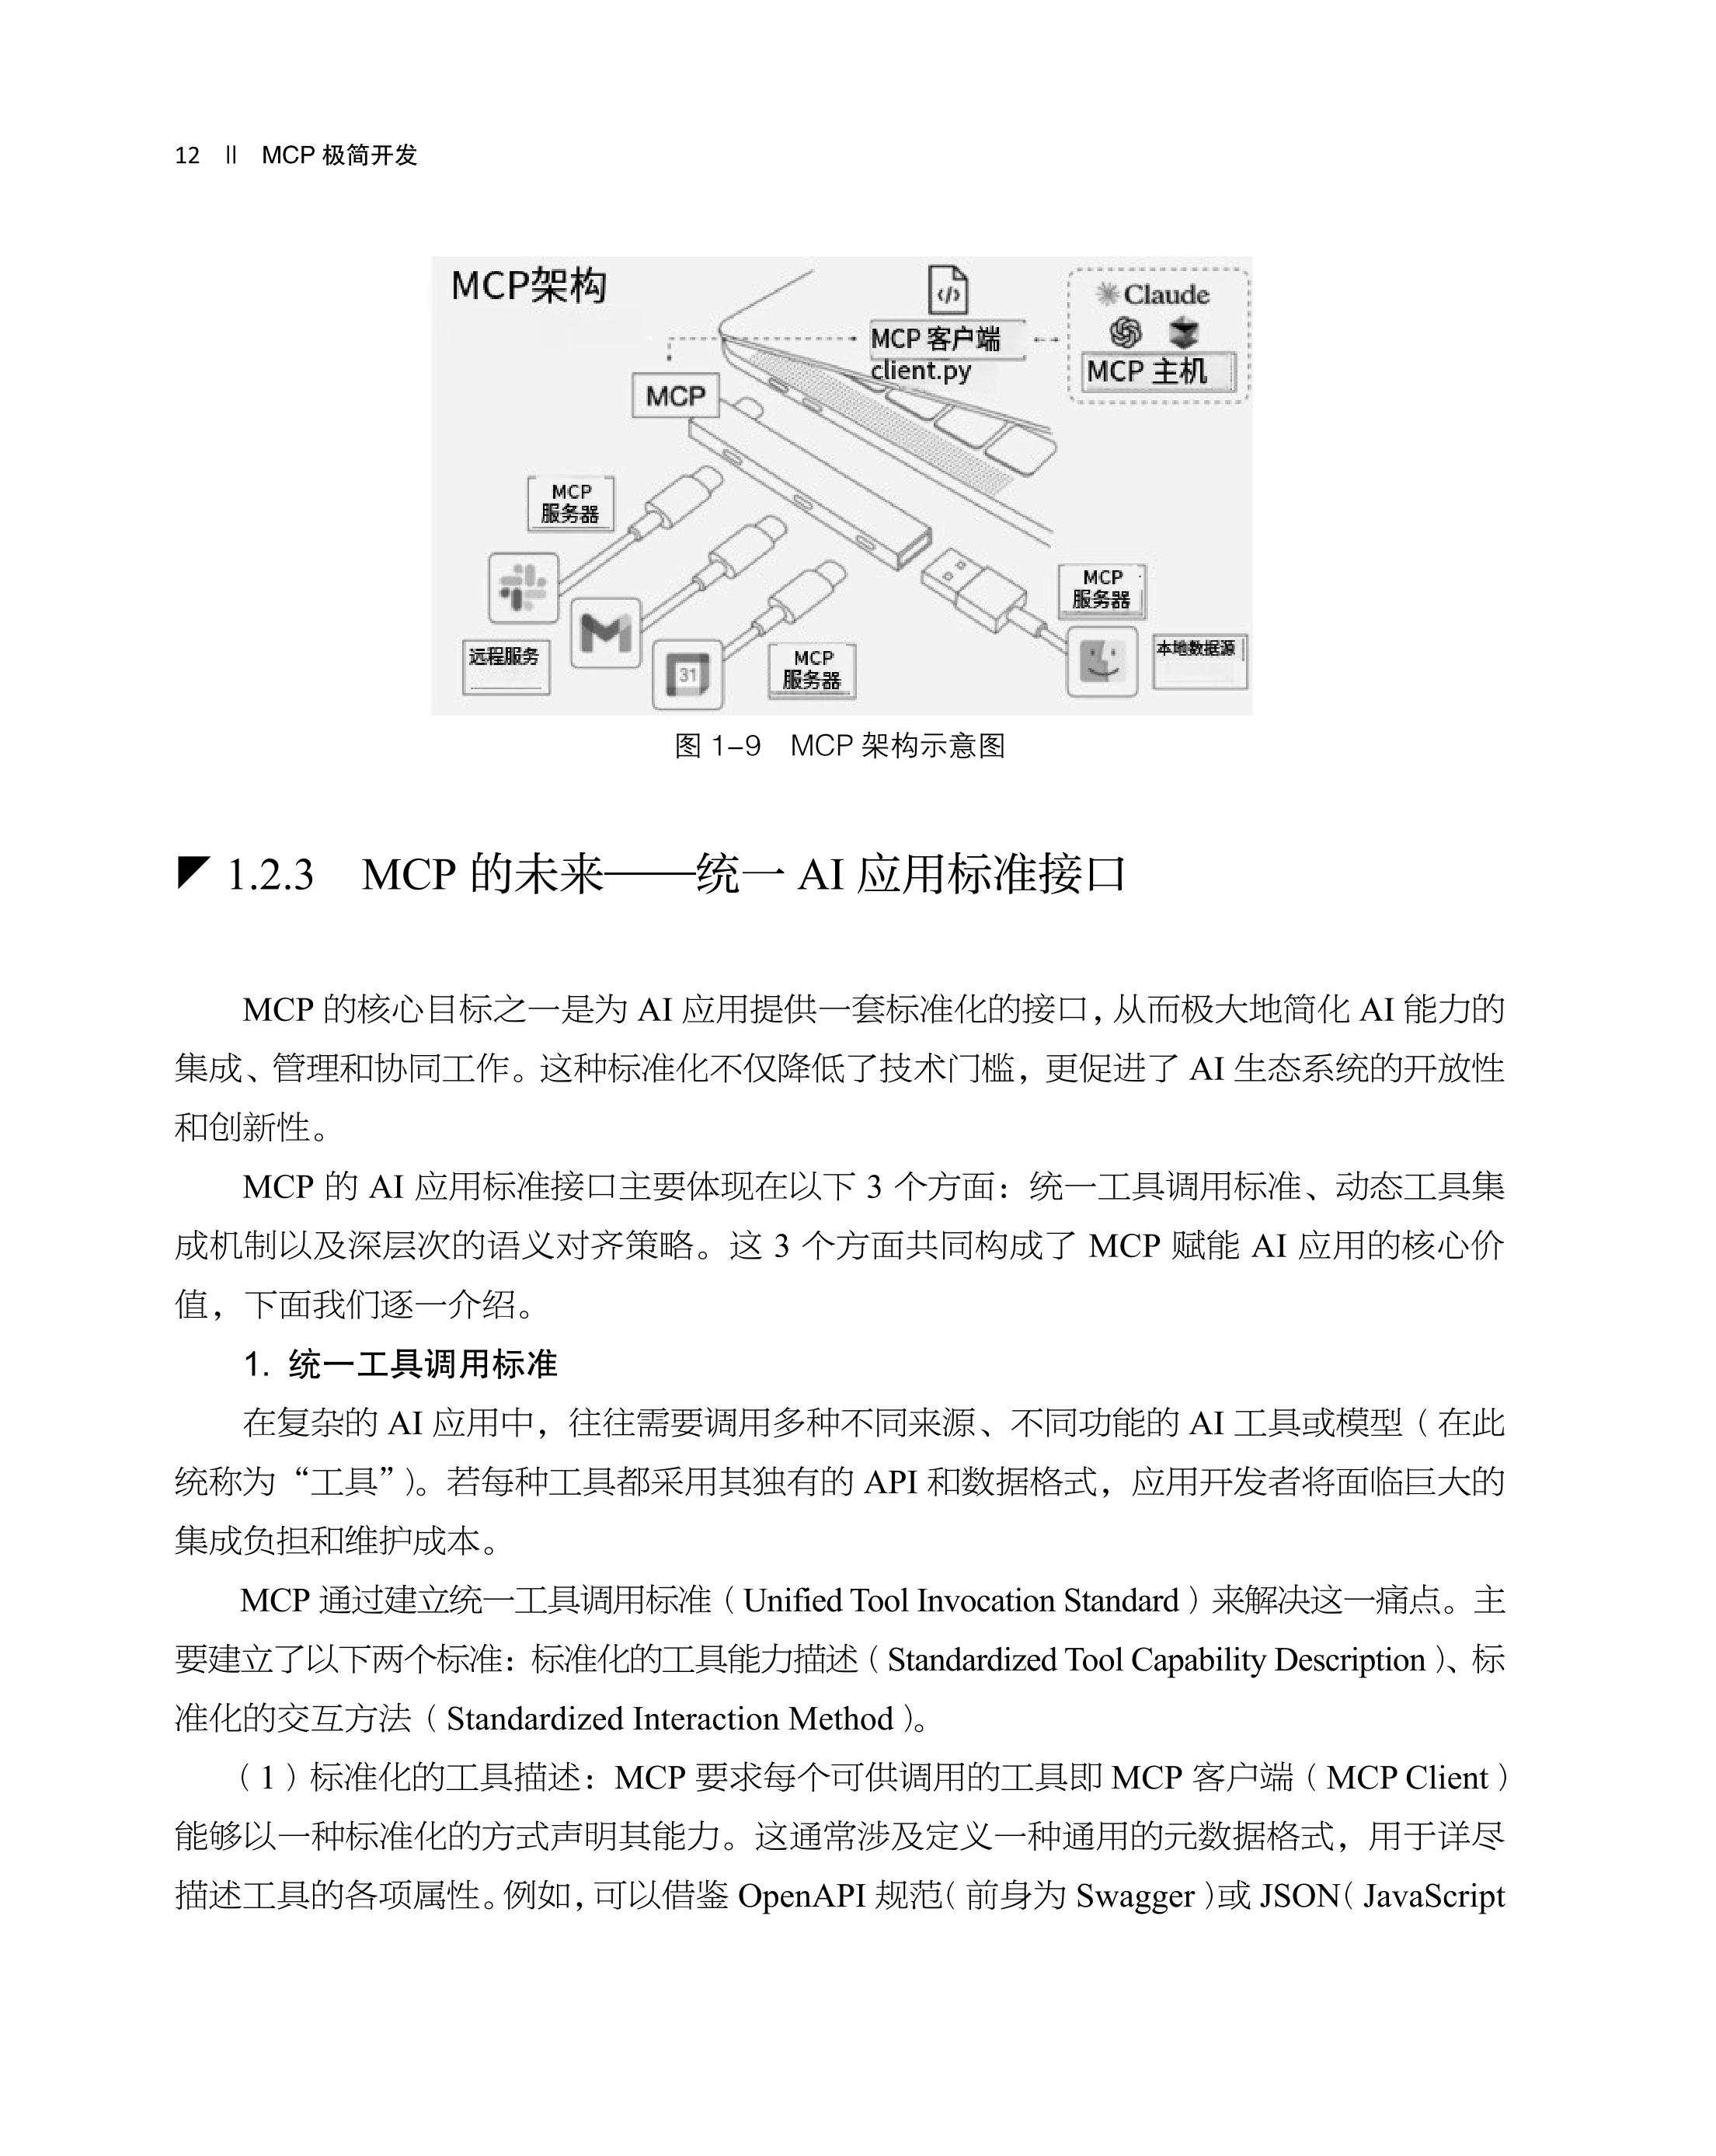 12 || MCP 极简开发
MCP架构
</>
Claude
MCP 客户端
client.py
MCP 主机
MCP
MCP
服务器
MCP
服务器
远程服务
31
MCP
服务器
本地数据源
图 1-9 MCP 架构示意图
1.2.3 MCP 的未来——统一 AI 应用标准接口
MCP 的核心目标之一是为 AI 应用提供一套标准化的接口，从而极大地简化 AI 能力的
集成、管理和协同工作。这种标准化不仅降低了技术门槛，更促进了 AI 生态系统的开放性
和创新性。
MCP 的 AI 应用标准接口主要体现在以下 3 个方面：统一工具调用标准、动态工具集
成机制以及深层次的语义对齐策略。这 3 个方面共同构成了 MCP 赋能 AI 应用的核心价
值，下面我们逐一介绍。
1. 统一工具调用标准
在复杂的 AI 应用中，往往需要调用多种不同来源、不同功能的 AI 工具或模型（在此
统称为“工具”）。若每种工具都采用其独有的 API 和数据格式，应用开发者将面临巨大的
集成负担和维护成本。
MCP 通过建立统一工具调用标准（Unified Tool Invocation Standard）来解决这一痛点。主
要建立了以下两个标准：标准化的工具能力描述（Standardized Tool Capability Description）、标
准化的交互方法（Standardized Interaction Method）。
（1）标准化的工具描述：MCP 要求每个可供调用的工具即 MCP 客户端（MCP Client）
能够以一种标准化的方式声明其能力。这通常涉及定义一种通用的元数据格式，用于详尽
描述工具的各项属性。例如，可以借鉴 OpenAPI 规范（前身为 Swagger）或 JSON（JavaScript